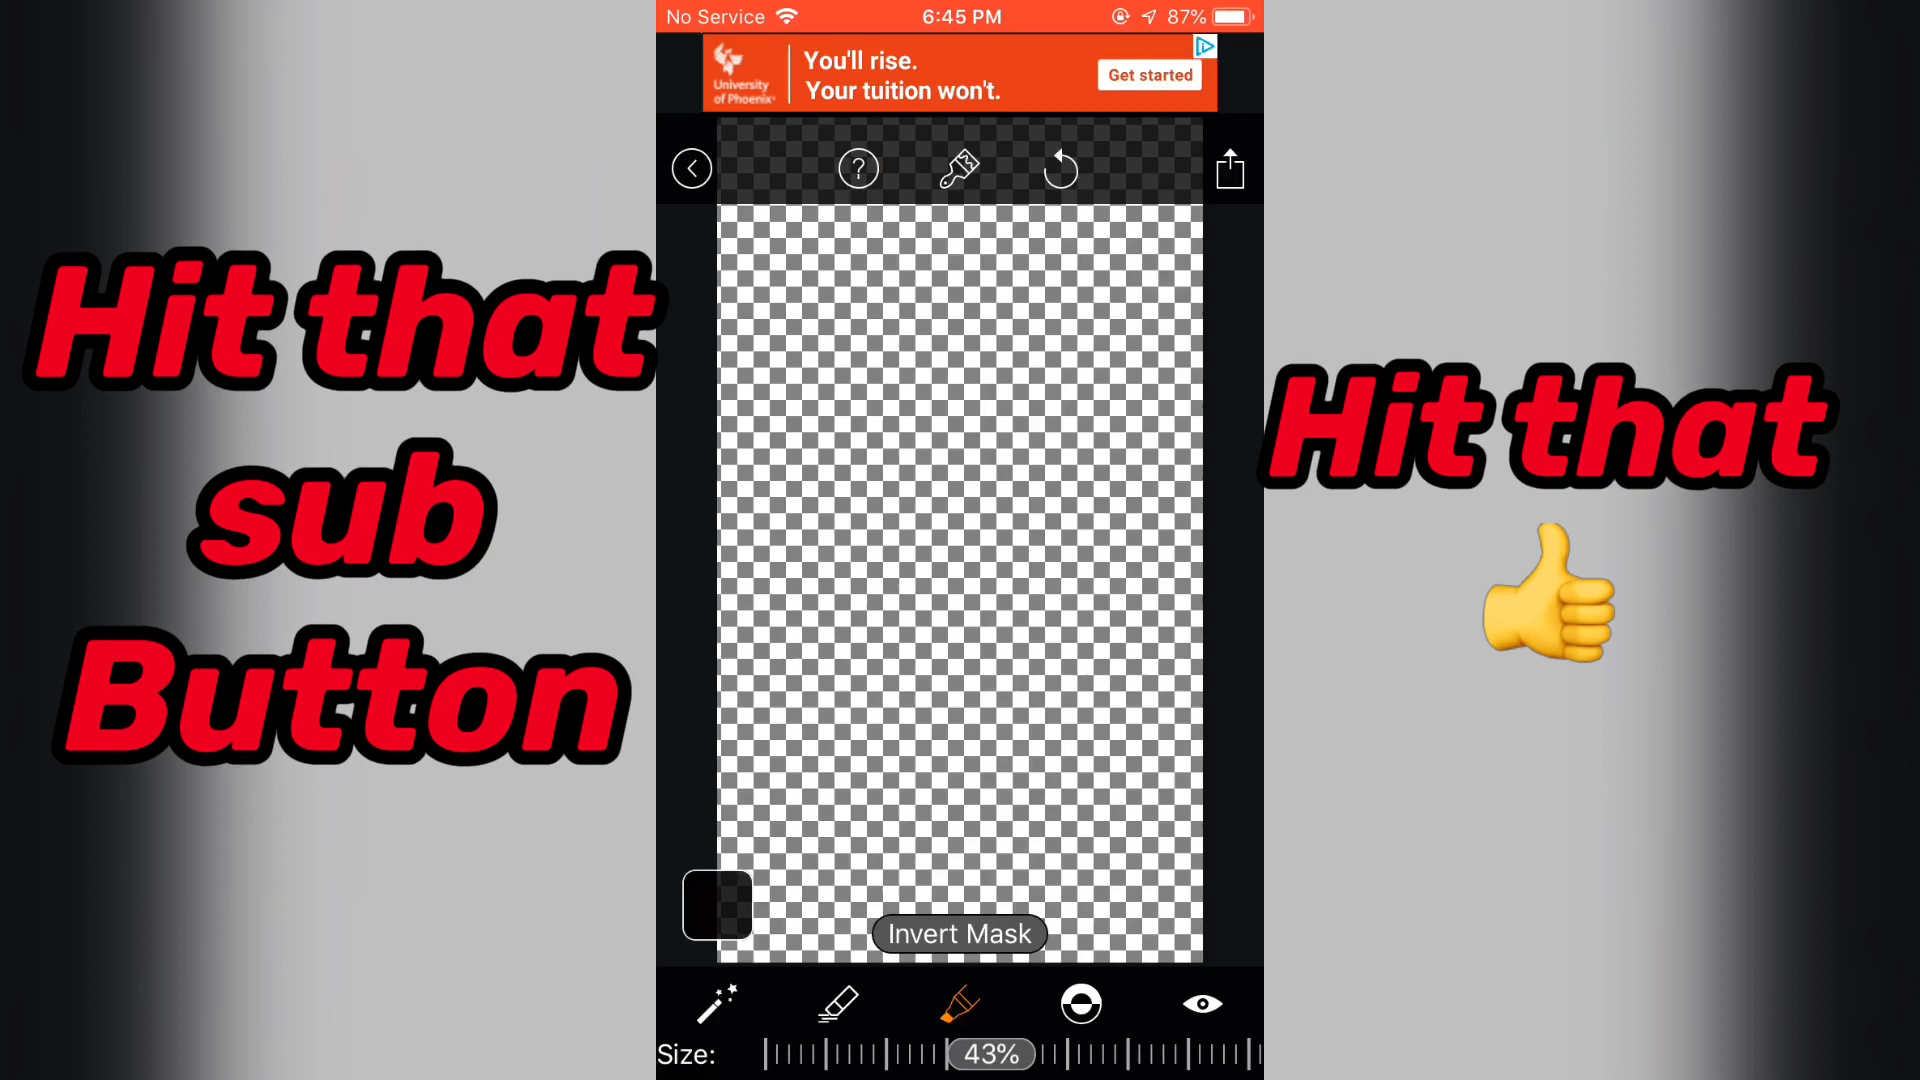 No Service
6:45 PM
87%
University
of Phoenix
You'll rise.
Your tuition won't.
Get started
?
Hit that
sub
Button
Hit that
Invert Mask
Size:
43%